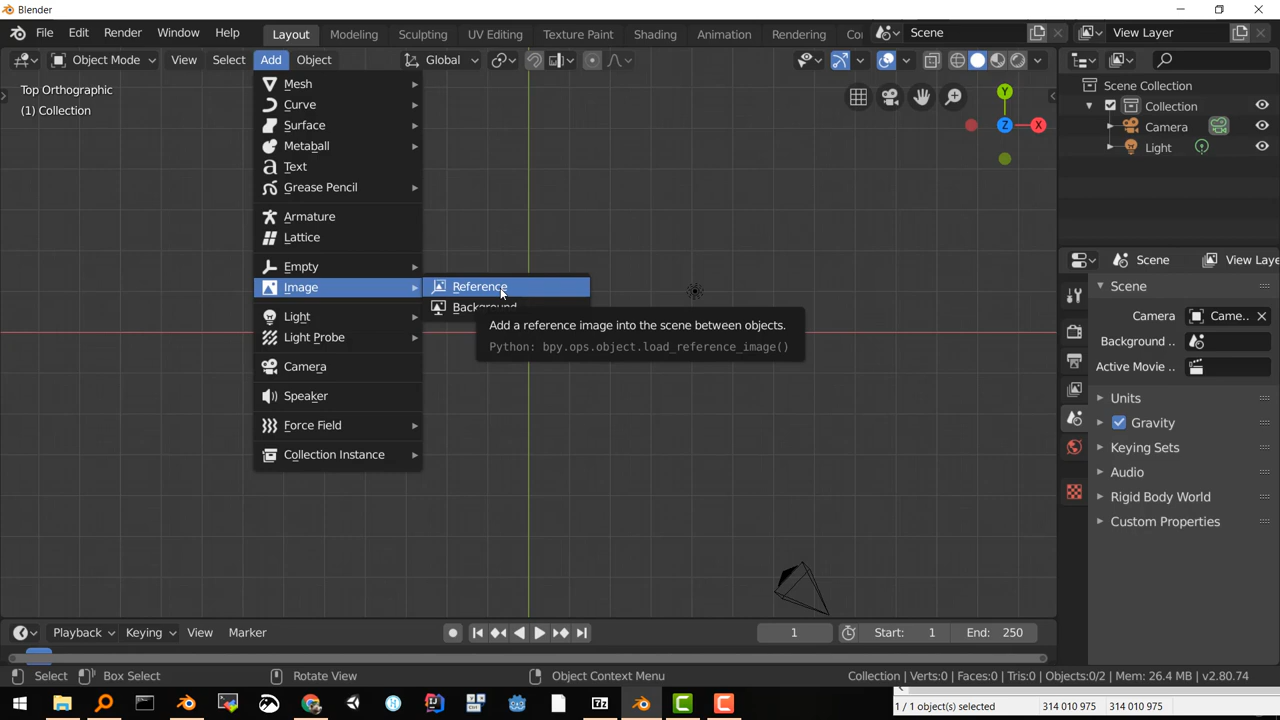 Blender
File Edit Render Window Help
Layout Modeling Sculpting UV Editing Texture Paint Shading Animation Rendering Co
Scene
View Layer
Object Mode View Select Add Object
Global
Top Orthographic
(1) Collection
Mesh
Curve
Surface
Metaball
Text
Grease Pencil
Armature
Lattice
Empty
Image
Light
Light Probe
Camera
Speaker
Force Field
Collection Instance
Reference
Background
Add a reference image into the scene between objects.
Python: bpy.ops.object.load_reference_image()
Y
Z
X
Scene Collection
Collection
Camera
Light
Scene
View Laye
Scene
Camera Came...
Background ..
Active Movie ..
Units
Gravity
Keying Sets
Audio
Rigid Body World
Custom Properties
Playback Keying View Marker
1
Start: 1
End: 250
Select
Box Select
Rotate View
Object Context Menu
Collection | Verts:0 | Faces:0 | Tris:0 | Objects:0/2 | Mem: 26.4 MB | v2.80.74
1 / 1 object(s) selected
314 010 975
314 010 975